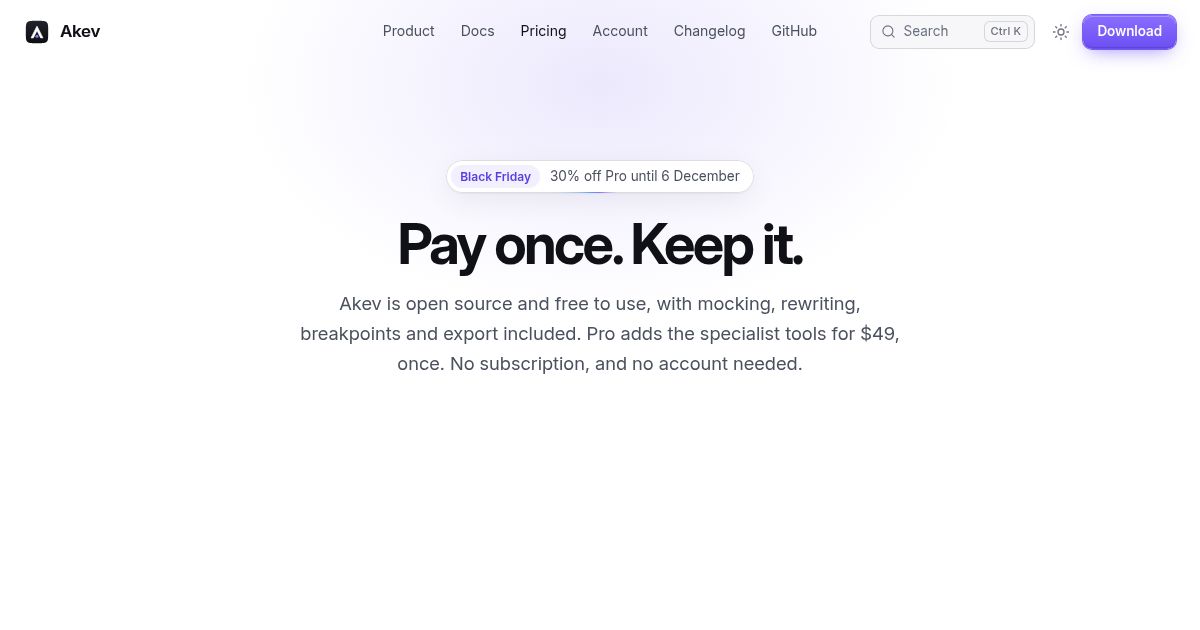 Akev
Product Docs Pricing Account Changelog GitHub
Search Ctrl K
Download
Black Friday 30% off Pro until 6 December
Pay once. Keep it.
Akev is open source and free to use, with mocking, rewriting,
breakpoints and export included. Pro adds the specialist tools for $49,
once. No subscription, and no account needed.